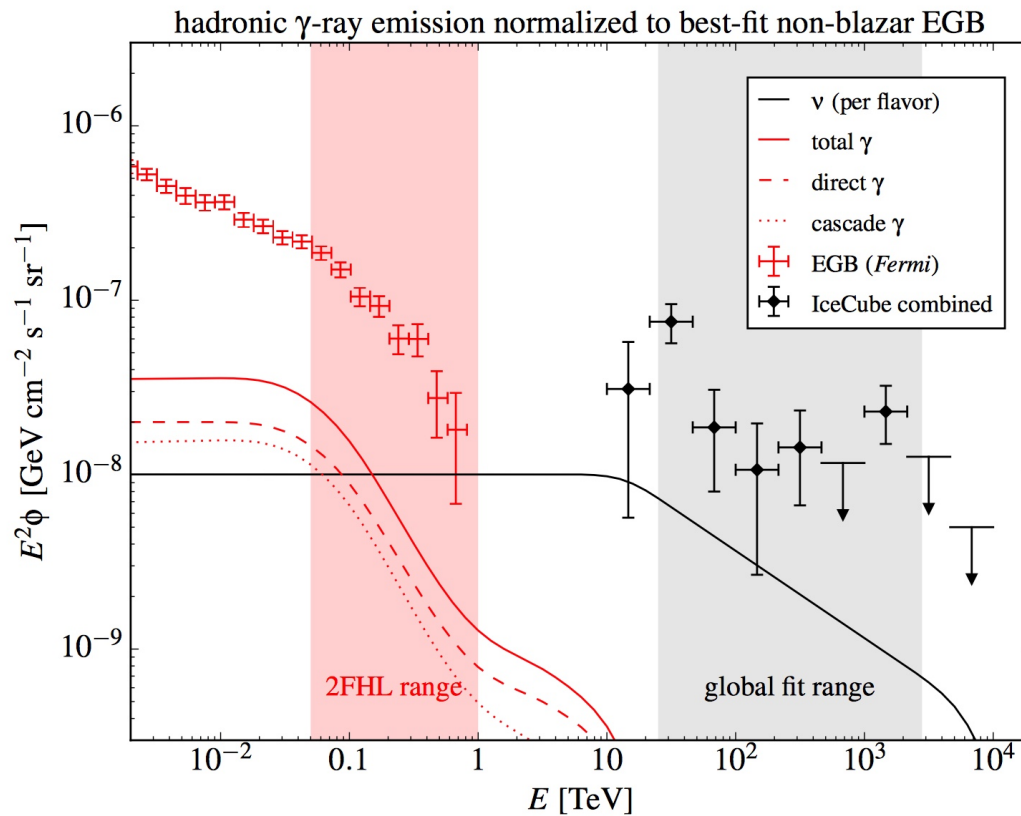 hadronic γ-ray emission normalized to best-fit non-blazar EGB
E²ϕ [GeV cm⁻² s⁻¹ sr⁻¹]
10⁻⁶
10⁻⁷
10⁻⁸
10⁻⁹
ν (per flavor)
total γ
direct γ
cascade γ
EGB (Fermi)
IceCube combined
2FHL range
global fit range
10⁻² 0.1 1 10 10² 10³ 10⁴
E [TeV]